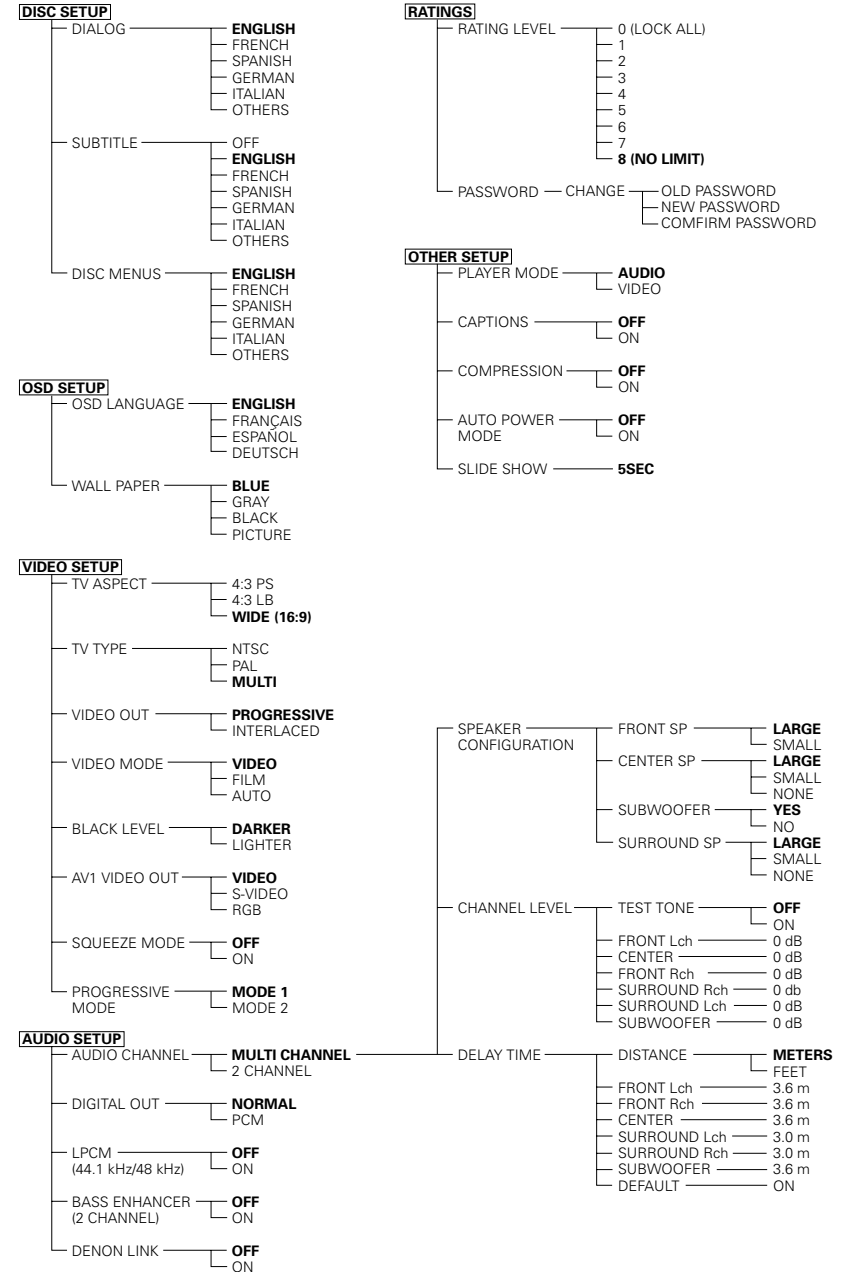 DISC SETUP
DIALOG
ENGLISH
FRENCH
SPANISH
GERMAN
ITALIAN
OTHERS
SUBTITLE
OFF
ENGLISH
FRENCH
SPANISH
GERMAN
ITALIAN
OTHERS
DISC MENUS
ENGLISH
FRENCH
SPANISH
GERMAN
ITALIAN
OTHERS
OSD SETUP
OSD LANGUAGE
ENGLISH
FRANÇAIS
ESPAÑOL
DEUTSCH
WALL PAPER
BLUE
GRAY
BLACK
PICTURE
VIDEO SETUP
TV ASPECT
4:3 PS
4:3 LB
WIDE (16:9)
TV TYPE
NTSC
PAL
MULTI
VIDEO OUT
PROGRESSIVE
INTERLACED
VIDEO MODE
VIDEO
FILM
AUTO
BLACK LEVEL
DARKER
LIGHTER
AV1 VIDEO OUT
VIDEO
S-VIDEO
RGB
SQUEEZE MODE
OFF
ON
PROGRESSIVE
MODE
MODE 1
MODE 2
AUDIO SETUP
AUDIO CHANNEL
MULTI CHANNEL
2 CHANNEL
DIGITAL OUT
NORMAL
PCM
LPCM
(44.1 kHz/48 kHz)
OFF
ON
BASS ENHANCER
(2 CHANNEL)
OFF
ON
DENON LINK
OFF
ON
RATINGS
RATING LEVEL
0 (LOCK ALL)
1
2
3
4
5
6
7
8 (NO LIMIT)
PASSWORD
CHANGE
OLD PASSWORD
NEW PASSWORD
COMFIRM PASSWORD
OTHER SETUP
PLAYER MODE
AUDIO
VIDEO
CAPTIONS
OFF
ON
COMPRESSION
OFF
ON
AUTO POWER
MODE
OFF
ON
SLIDE SHOW
5SEC
SPEAKER
CONFIGURATION
FRONT SP
LARGE
SMALL
CENTER SP
LARGE
SMALL
NONE
SUBWOOFER
YES
NO
SURROUND SP
LARGE
SMALL
NONE
CHANNEL LEVEL
TEST TONE
OFF
ON
FRONT Lch
0 dB
CENTER
0 dB
FRONT Rch
0 dB
SURROUND Rch
0 db
SURROUND Lch
0 dB
SUBWOOFER
0 dB
DELAY TIME
DISTANCE
METERS
FEET
FRONT Lch
3.6 m
FRONT Rch
3.6 m
CENTER
3.6 m
SURROUND Lch
3.0 m
SURROUND Rch
3.0 m
SUBWOOFER
3.6 m
DEFAULT
ON